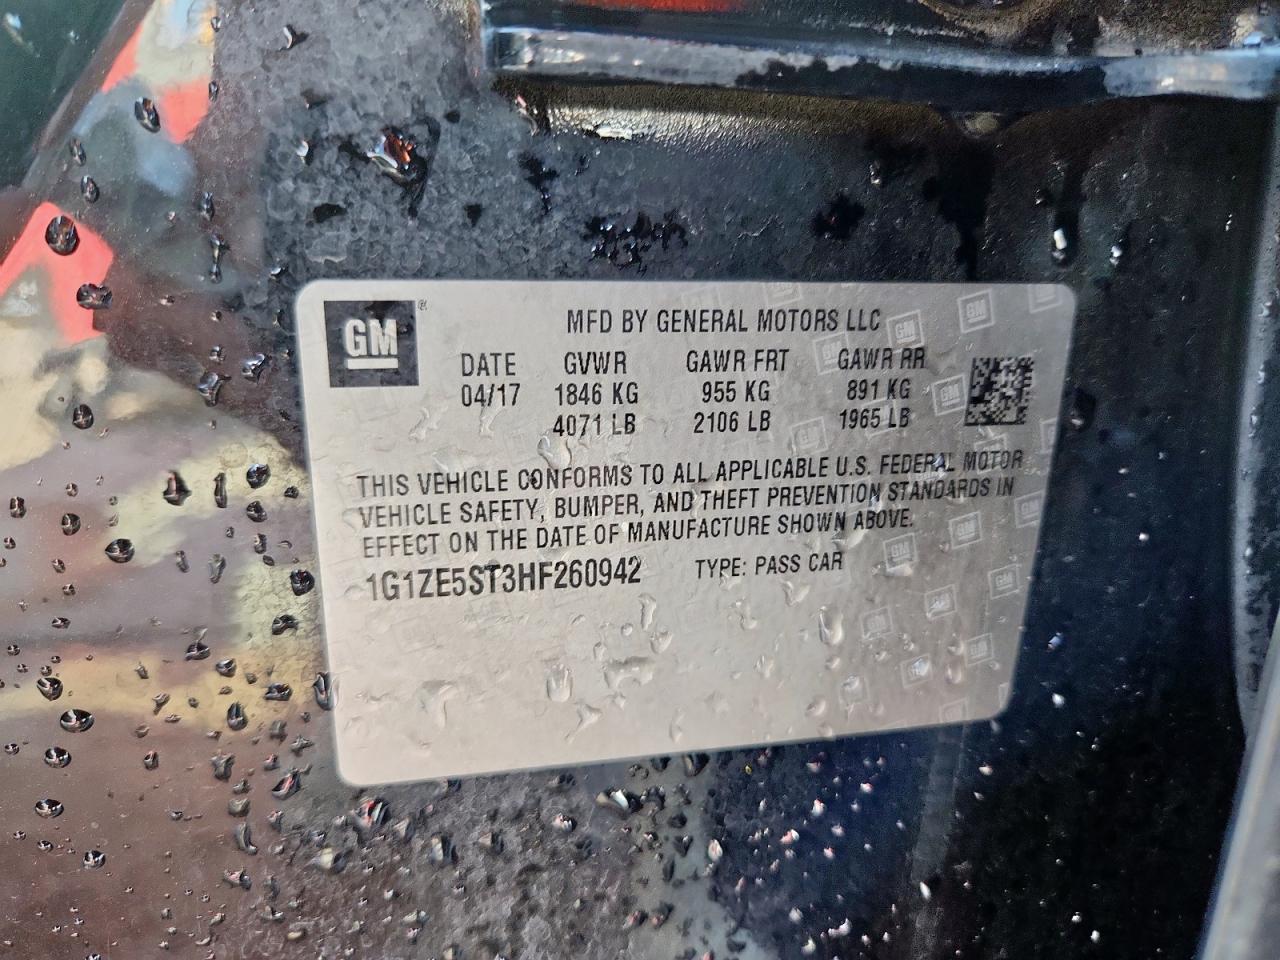 GM
MFD BY GENERAL MOTORS LLC
DATE GVWR GAWR FRT GAWR RR
04/17 1846 KG 955 KG 891 KG
4071 LB 2106 LB 1965 LB
THIS VEHICLE CONFORMS TO ALL APPLICABLE U.S. FEDERAL MOTOR
VEHICLE SAFETY, BUMPER, AND THEFT PREVENTION STANDARDS IN
EFFECT ON THE DATE OF MANUFACTURE SHOWN ABOVE.
1G1ZE5ST3HF260942 TYPE: PASS CAR